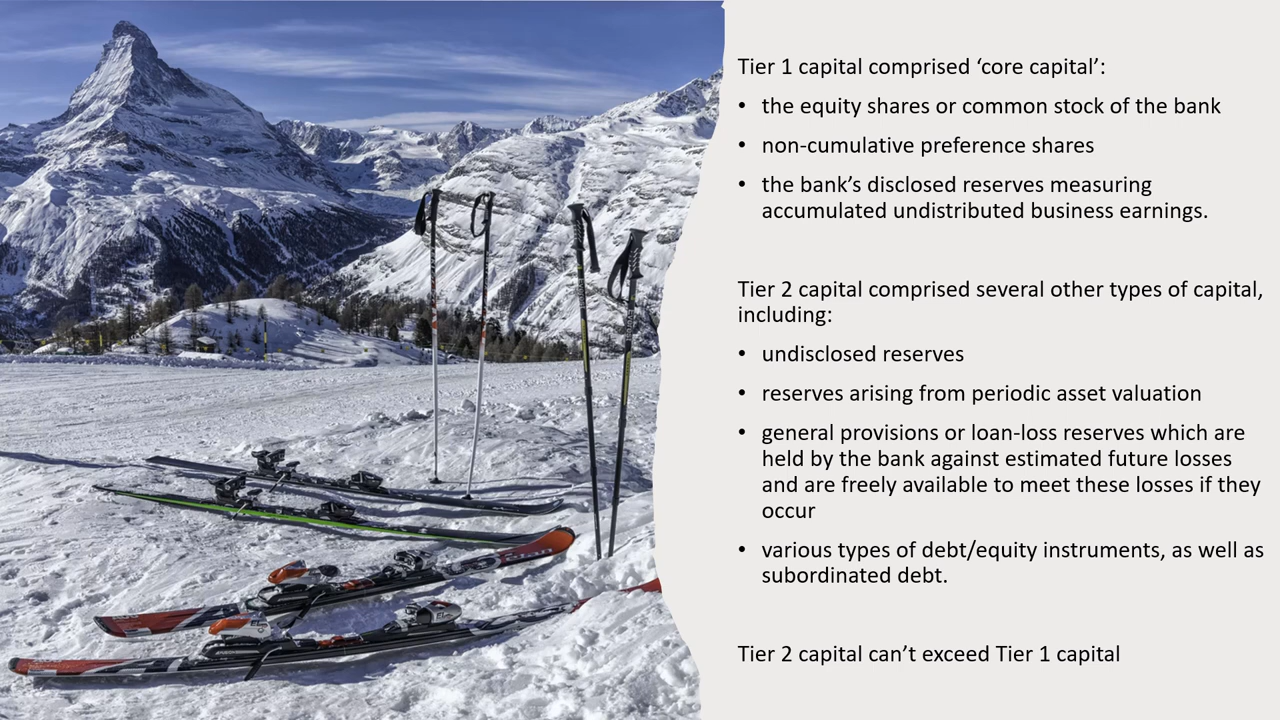 Tier 1 capital comprised ‘core capital’:
• the equity shares or common stock of the bank
• non-cumulative preference shares
• the bank’s disclosed reserves measuring
accumulated undistributed business earnings.
Tier 2 capital comprised several other types of capital,
including:
• undisclosed reserves
• reserves arising from periodic asset valuation
• general provisions or loan-loss reserves which are
held by the bank against estimated future losses
and are freely available to meet these losses if they
occur
• various types of debt/equity instruments, as well as
subordinated debt.
Tier 2 capital can’t exceed Tier 1 capital